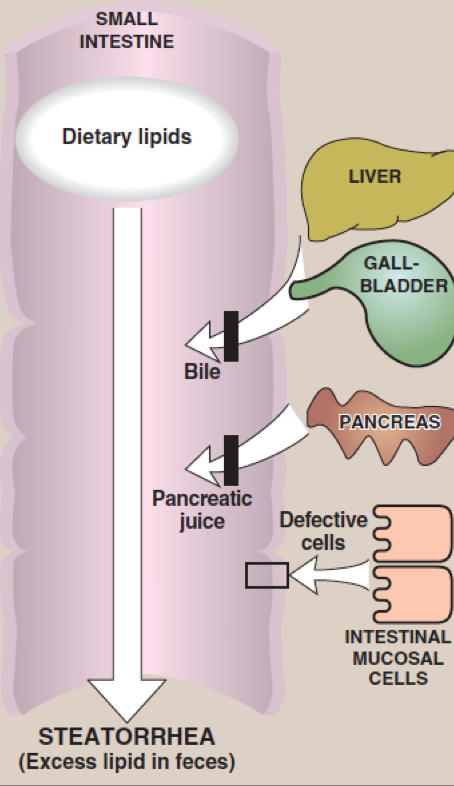 SMALL
INTESTINE
Dietary lipids
LIVER
GALL-
BLADDER
Bile
PANCREAS
Pancreatic
juice
Defective
cells
INTESTINAL
MUCOSAL
CELLS
STEATORRHEA
(Excess lipid in feces)